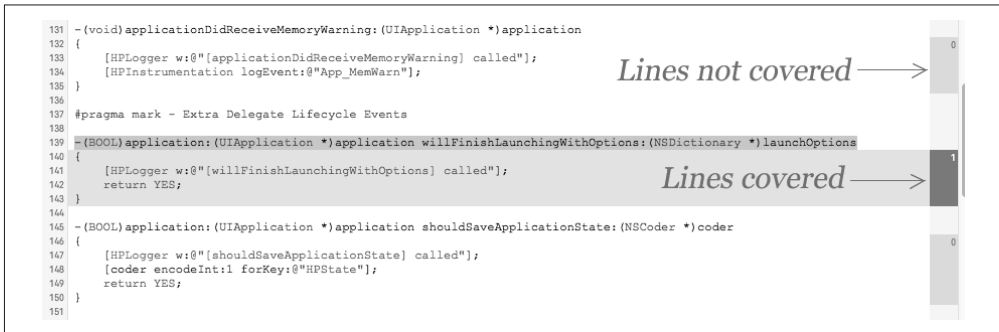 131 -(void)applicationDidReceiveMemoryWarning:(UIApplication *)application
132 {
0
133 [HPLogger w:@"[applicationDidReceiveMemoryWarning] called"];
134 [HPInstrumentation logEvent:@"App_MemWarn"];
Lines not covered
135 }
136
137 #pragma mark - Extra Delegate Lifecycle Events
138
139 -(BOOL)application:(UIApplication *)application willFinishLaunchingWithOptions:(NSDictionary *)launchOptions
140 {
1
141 [HPLogger w:@"[willFinishLaunchingWithOptions] called"];
142 return YES;
Lines covered
143 }
144
145 -(BOOL)application:(UIApplication *)application shouldSaveApplicationState:(NSCoder *)coder
146 {
0
147 [HPLogger w:@"[shouldSaveApplicationState] called"];
148 [coder encodeInt:1 forKey:@"HPState"];
149 return YES;
150 }
151